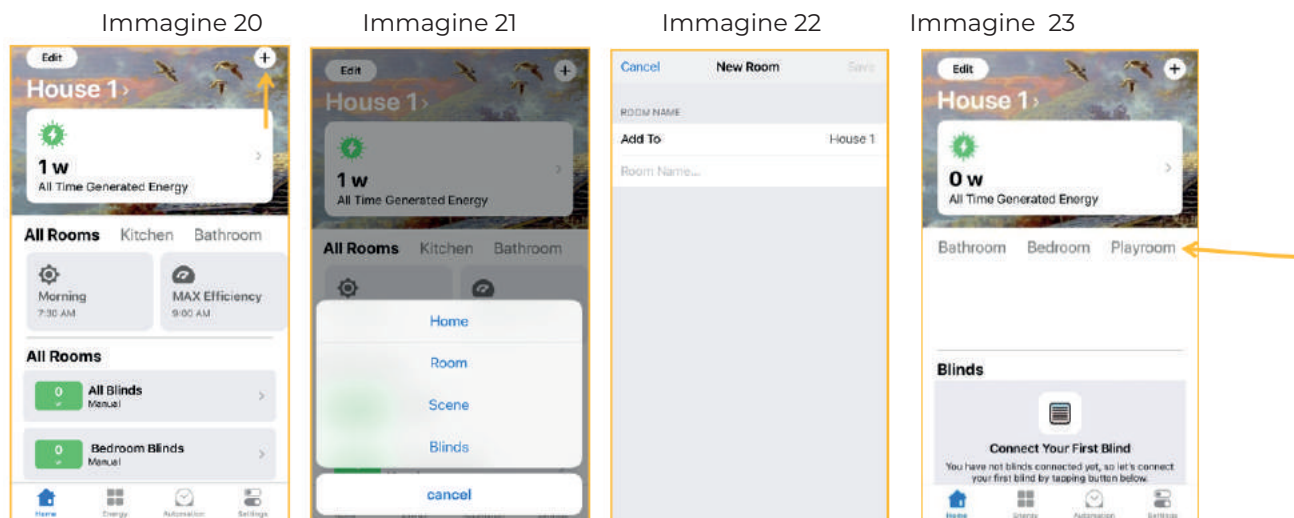 Immagine 20
Edit
+
House 1 ›
1 w
All Time Generated Energy
All Rooms Kitchen Bathroom
Morning
7:30 AM
MAX Efficiency
9:00 AM
All Rooms
0
All Blinds
Manual
0
Bedroom Blinds
Manual
Home Energy Automation Settings
Immagine 21
Edit
+
House 1 ›
1 w
All Time Generated Energy
All Rooms Kitchen Bathroom
Home
Room
Scene
Blinds
cancel
Immagine 22
Cancel New Room Save
ROOM NAME
Add To House 1
Room Name...
Immagine 23
Edit
+
House 1 ›
0 w
All Time Generated Energy
Bathroom Bedroom Playroom
Blinds
Connect Your First Blind
You have not blinds connected yet, so let's connect
your first blind by tapping button below.
Home Energy Automation Settings